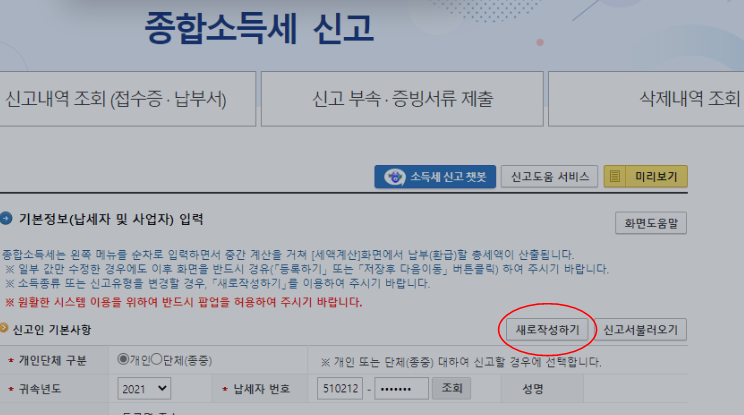 종합소득세 신고
신고내역 조회 (접수증 · 납부서) 신고 부속 · 증빙서류 제출 삭제내역 조회
소득세 신고 챗봇 신고도움 서비스 미리보기
기본정보(납세자 및 사업자) 입력 화면도움말
종합소득세는 왼쪽 메뉴를 순차로 입력하면서 중간 계산을 거쳐 [세액계산]화면에서 납부(환급)할 총세액이 산출됩니다.
※ 일부 값만 수정한 경우에도 이후 화면을 반드시 경유(「등록하기」 또는 「저장후 다음이동」 버튼클릭) 하여 주시기 바랍니다.
※ 소득종류 또는 신고유형을 변경할 경우, 「새로작성하기」를 이용하여 주시기 바랍니다.
※ 원활한 시스템 이용을 위하여 반드시 팝업을 허용하여 주시기 바랍니다.
신고인 기본사항 새로작성하기 신고서불러오기
* 개인단체 구분 개인 단체(종중) ※ 개인 또는 단체(종중) 대하여 신고할 경우에 선택합니다.
* 귀속년도 2021 * 납세자 번호 510212 - ••••••• 조회 성명